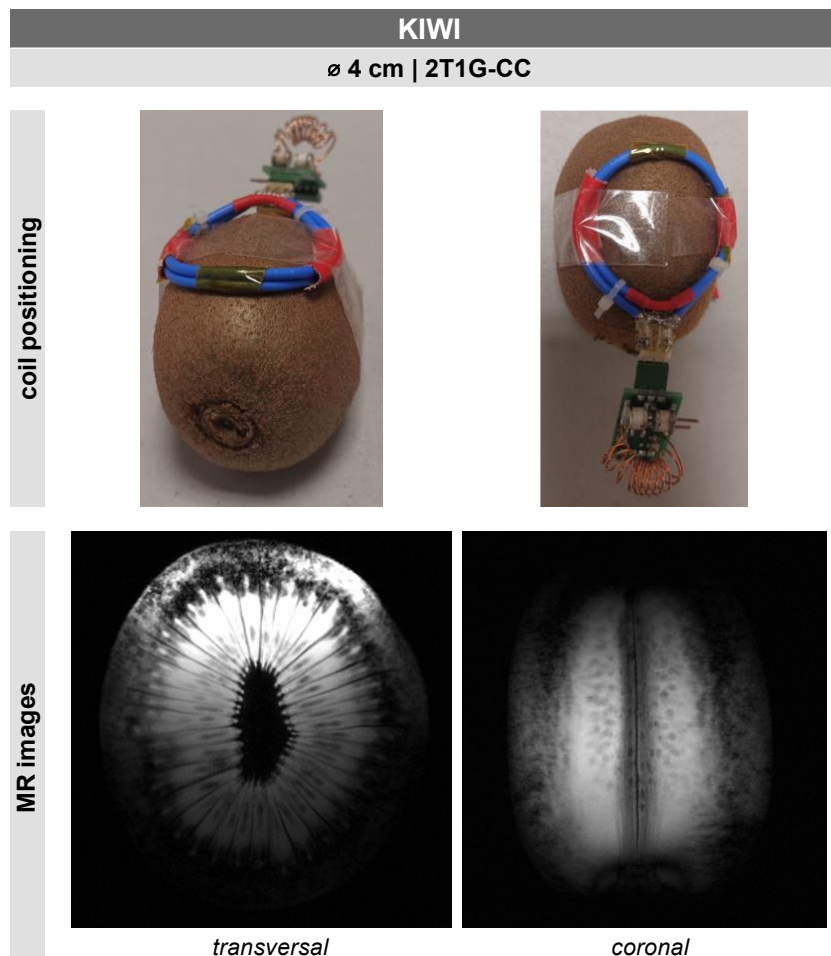 KIWI
⌀ 4 cm | 2T1G-CC
coil positioning
MR images
transversal
coronal